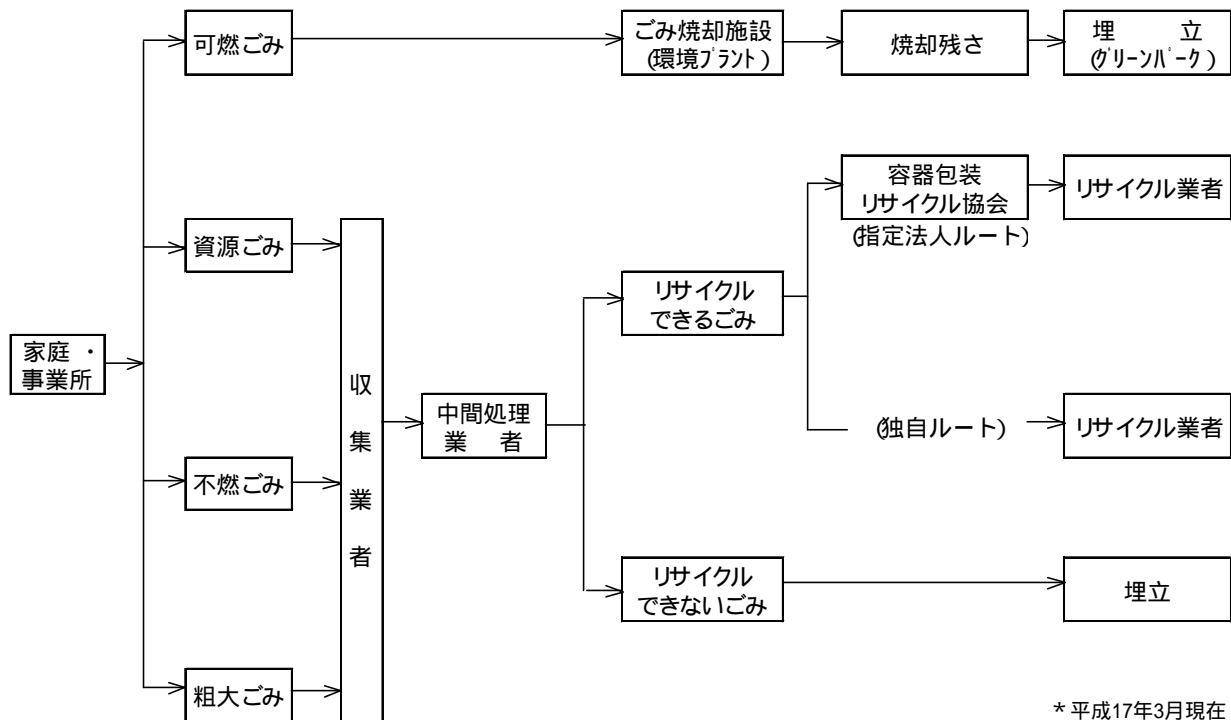 可燃ごみ
ごみ焼却施設
(環境プラント)
焼却残さ
埋 立
(グリーンパーク)
資源ごみ
容器包装
リサイクル協会
(指定法人ルート)
リサイクル業者
リサイクル
できるごみ
家庭・
事業所
収集業者
中間処理
業 者
(独自ルート)
リサイクル業者
不燃ごみ
リサイクル
できないごみ
埋立
粗大ごみ
*平成17年3月現在